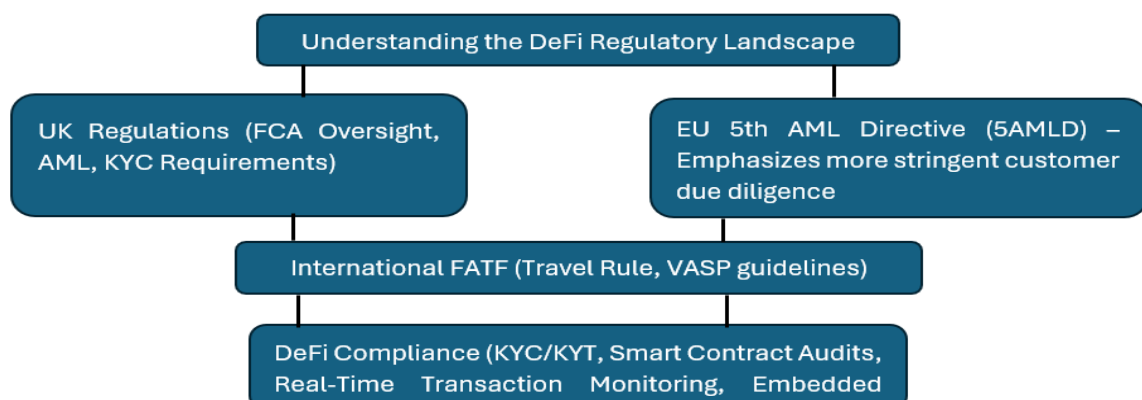 Understanding the DeFi Regulatory Landscape
UK Regulations (FCA Oversight,
AML, KYC Requirements)
EU 5th AML Directive (5AMLD) –
Emphasizes more stringent customer
due diligence
International FATF (Travel Rule, VASP guidelines)
DeFi Compliance (KYC/KYT, Smart Contract Audits,
Real-Time Transaction Monitoring, Embedded